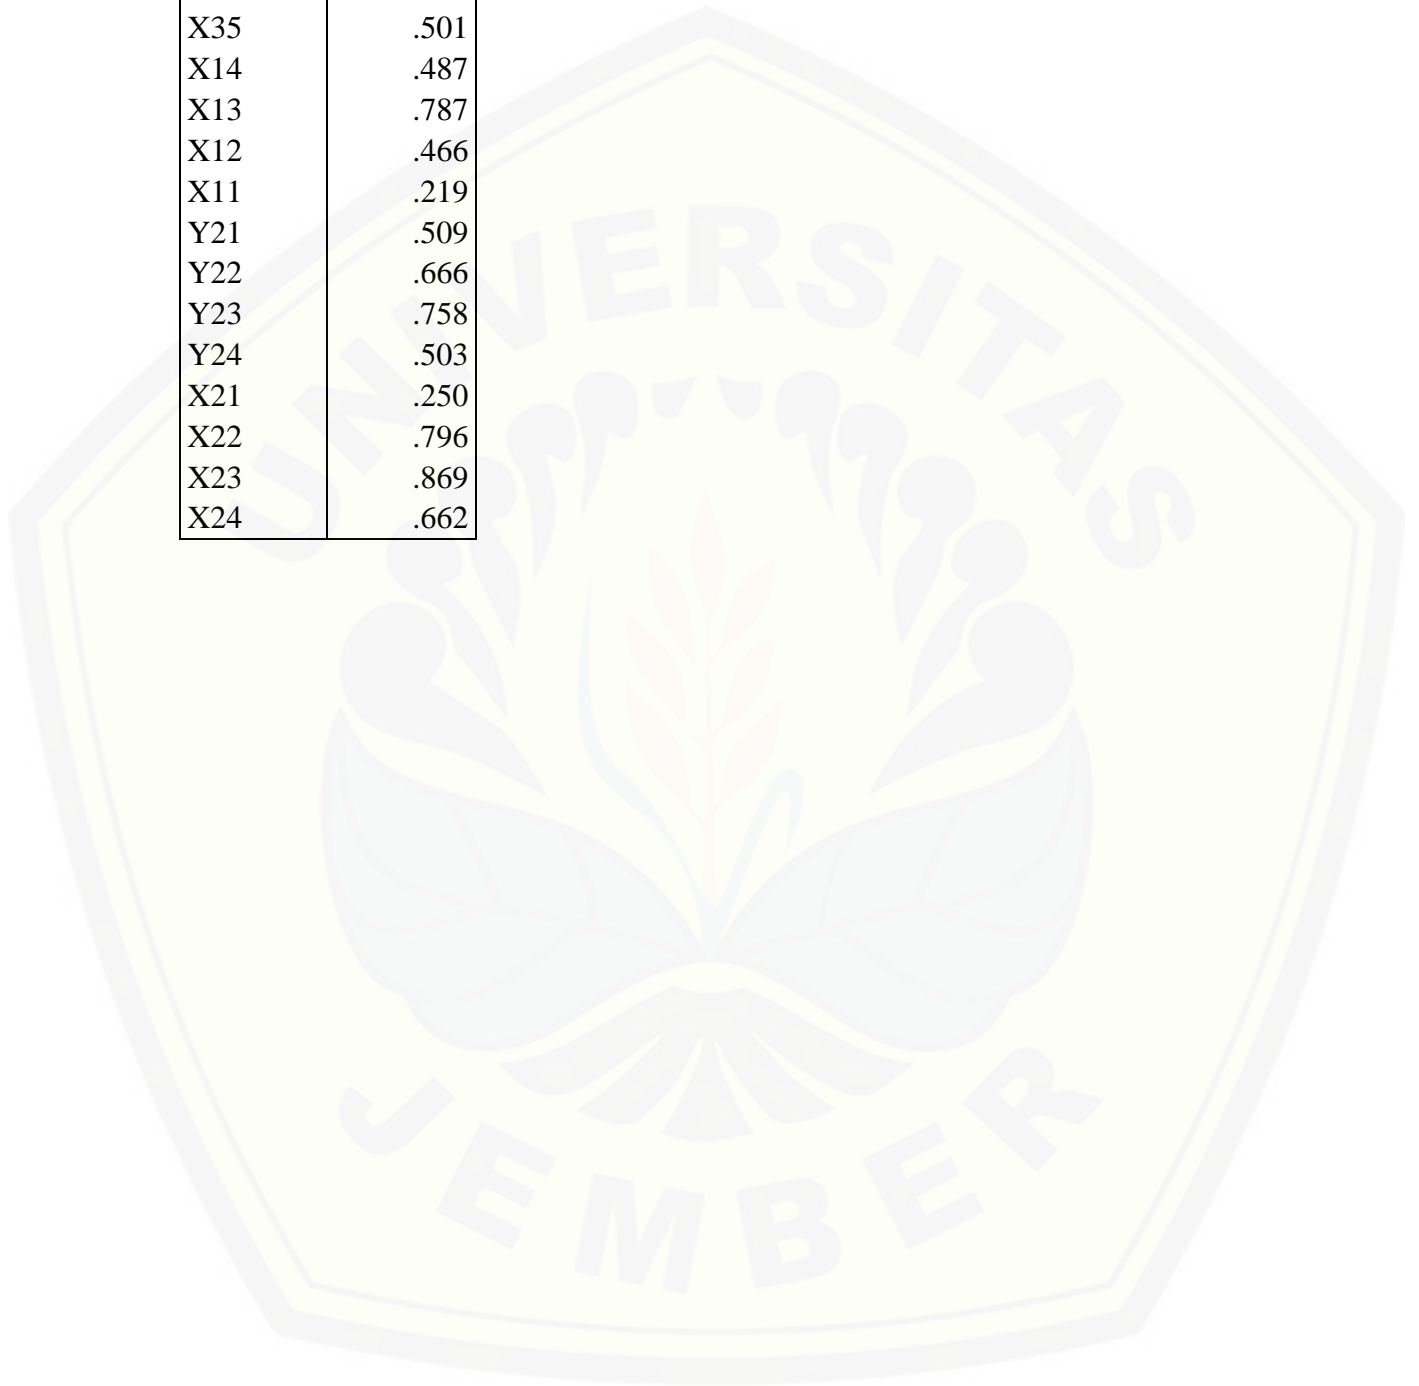 X35 .501
X14 .487
X13 .787
X12 .466
X11 .219
Y21 .509
Y22 .666
Y23 .758
Y24 .503
X21 .250
X22 .796
X23 .869
X24 .662
UNIVERSITAS
JEMBER